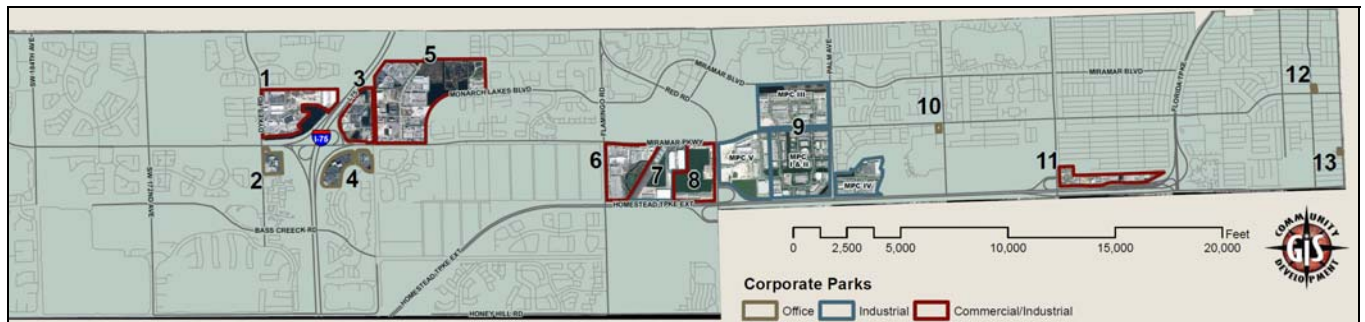 SW 184TH AVE
SW 172ND AVE
DYKES RD
1
2
3
4
5
I-75
I-75
MONARCH LAKES BLVD
BASS CREECK RD
FLAMINGO RD
RED RD
MIRAMAR BLVD
PALM AVE
MIRAMAR BLVD
FLORIDA TPKE
MIRAMAR PKWY
6
7
8
9
10
11
12
13
MPC III
MPC V
MPC
I & II
MPC IV
HOMESTEAD TPKE EXT
HOMESTEAD TPKE EXT
HONEY HILL RD
0 2,500 5,000 10,000 15,000 20,000 Feet
COMMUNITY
GIS
DEVELOPMENT
Corporate Parks
Office Industrial Commercial/Industrial